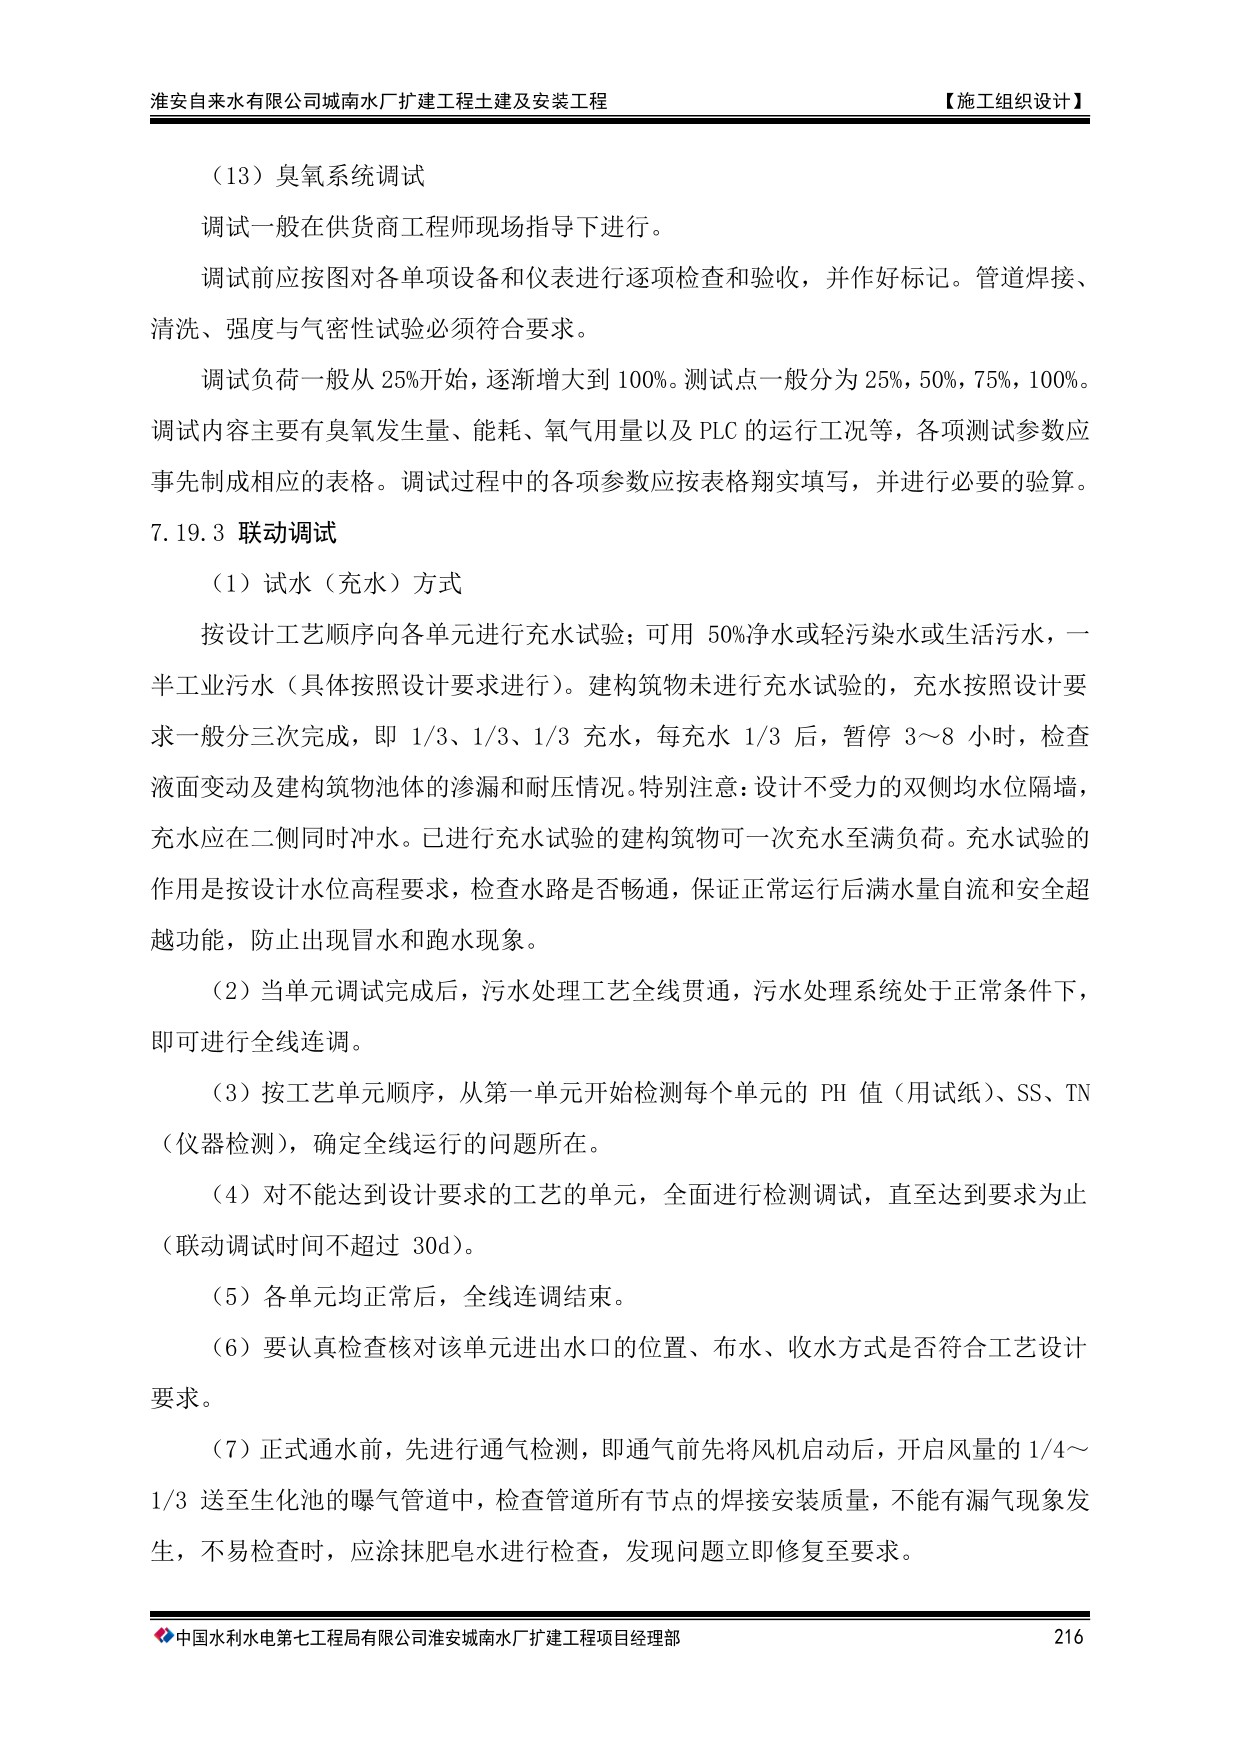 淮安自来水有限公司城南水厂扩建工程土建及安装工程 【施工组织设计】
（13）臭氧系统调试
调试一般在供货商工程师现场指导下进行。
调试前应按图对各单项设备和仪表进行逐项检查和验收，并作好标记。管道焊接、
清洗、强度与气密性试验必须符合要求。
调试负荷一般从 25%开始，逐渐增大到 100%。测试点一般分为 25%，50%，75%，100%。
调试内容主要有臭氧发生量、能耗、氧气用量以及 PLC 的运行工况等，各项测试参数应
事先制成相应的表格。调试过程中的各项参数应按表格翔实填写，并进行必要的验算。
7.19.3 联动调试
（1）试水（充水）方式
按设计工艺顺序向各单元进行充水试验；可用 50%净水或轻污染水或生活污水，一
半工业污水（具体按照设计要求进行）。建构筑物未进行充水试验的，充水按照设计要
求一般分三次完成，即 1/3、1/3、1/3 充水，每充水 1/3 后，暂停 3～8 小时，检查
液面变动及建构筑物池体的渗漏和耐压情况。特别注意：设计不受力的双侧均水位隔墙，
充水应在二侧同时冲水。已进行充水试验的建构筑物可一次充水至满负荷。充水试验的
作用是按设计水位高程要求，检查水路是否畅通，保证正常运行后满水量自流和安全超
越功能，防止出现冒水和跑水现象。
（2）当单元调试完成后，污水处理工艺全线贯通，污水处理系统处于正常条件下，
即可进行全线连调。
（3）按工艺单元顺序，从第一单元开始检测每个单元的 PH 值（用试纸）、SS、TN
（仪器检测），确定全线运行的问题所在。
（4）对不能达到设计要求的工艺的单元，全面进行检测调试，直至达到要求为止
（联动调试时间不超过 30d）。
（5）各单元均正常后，全线连调结束。
（6）要认真检查核对该单元进出水口的位置、布水、收水方式是否符合工艺设计
要求。
（7）正式通水前，先进行通气检测，即通气前先将风机启动后，开启风量的 1/4～
1/3 送至生化池的曝气管道中，检查管道所有节点的焊接安装质量，不能有漏气现象发
生，不易检查时，应涂抹肥皂水进行检查，发现问题立即修复至要求。
中国水利水电第七工程局有限公司淮安城南水厂扩建工程项目经理部 216